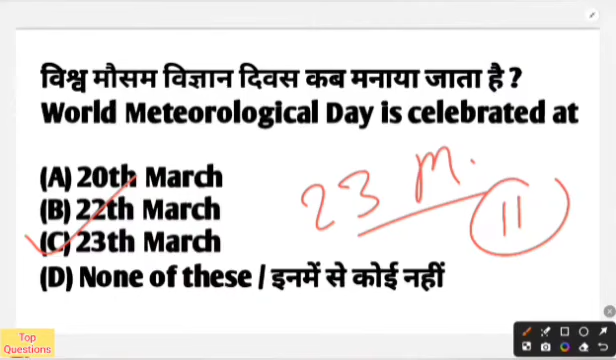 विश्व मौसम विज्ञान दिवस कब मनाया जाता है ?
World Meteorological Day is celebrated at
(A) 20th March
(B) 22th March
(C) 23th March
(D) None of these / इनमें से कोई नहीं
23 M.
11
Top
Questions